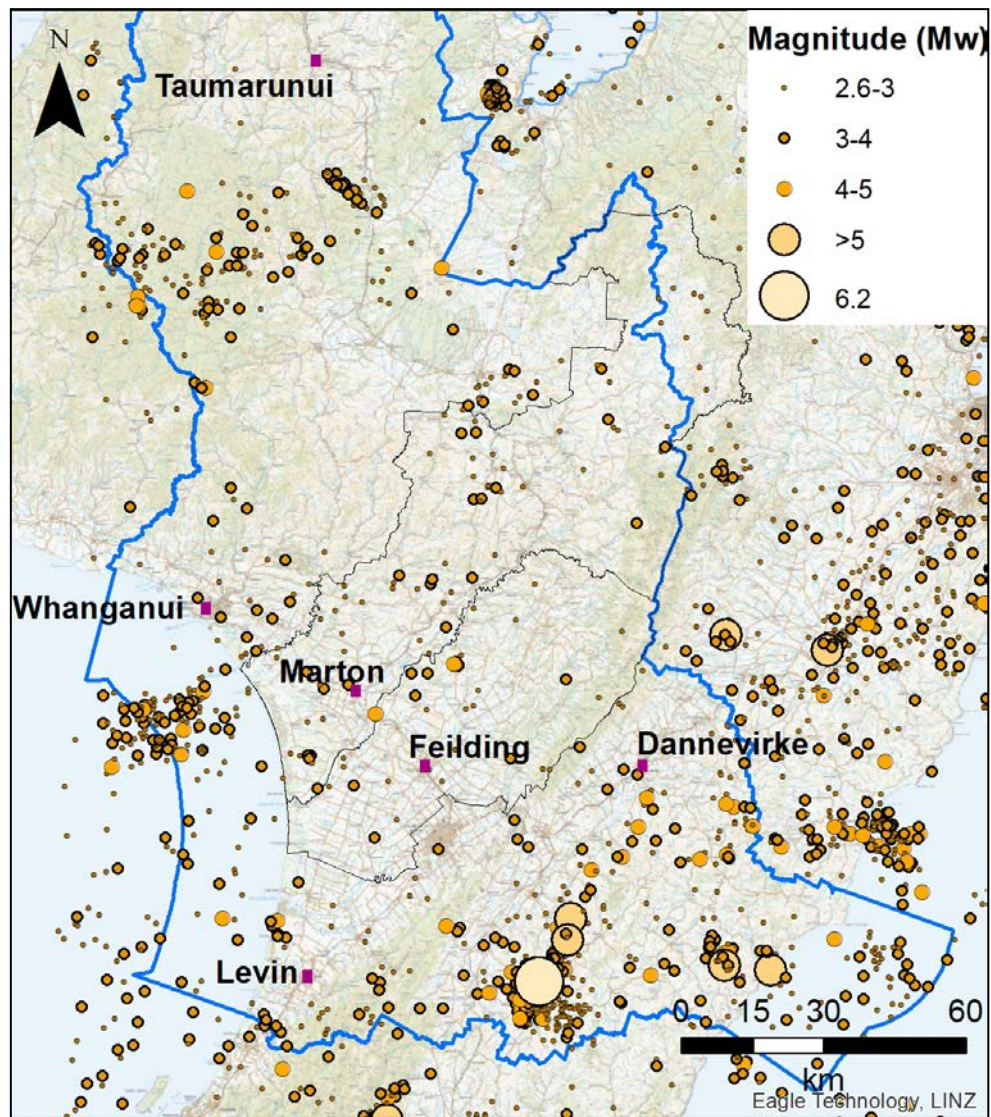 N
Taumarunui
Magnitude (Mw)
2.6-3
3-4
4-5
>5
6.2
Whanganui
Marton
Feilding
Dannevirke
Levin
0 15 30 60
km
Eagle Technology, LINZ